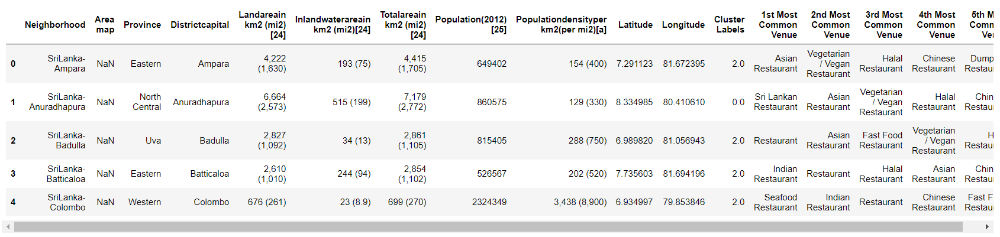 Neighborhood Area map Province Districtcapital Landareain km2 (mi2) [24] Inlandwaterareain km2 (mi2)[24] Totalareain km2 (mi2) [24] Population(2012) [25] Populationdensityper km2(per mi2)[a] Latitude Longitude Cluster Labels 1st Most Common Venue 2nd Most Common Venue 3rd Most Common Venue 4th Most Common Venue 5th M Comm Ve
0 SriLanka-Ampara NaN Eastern Ampara 4,222 (1,630) 193 (75) 4,415 (1,705) 649402 154 (400) 7.291123 81.672395 2.0 Asian Restaurant Vegetarian / Vegan Restaurant Halal Restaurant Chinese Restaurant Dump Restau
1 SriLanka-Anuradhapura NaN North Central Anuradhapura 6,664 (2,573) 515 (199) 7,179 (2,772) 860575 129 (330) 8.334985 80.410610 0.0 Sri Lankan Restaurant Asian Restaurant Vegetarian / Vegan Restaurant Halal Restaurant Chin Restau
2 SriLanka-Badulla NaN Uva Badulla 2,827 (1,092) 34 (13) 2,861 (1,105) 815405 288 (750) 6.989820 81.056943 2.0 Restaurant Asian Restaurant Fast Food Restaurant Vegetarian / Vegan Restaurant H Restau
3 SriLanka-Batticaloa NaN Eastern Batticaloa 2,610 (1,010) 244 (94) 2,854 (1,102) 526567 202 (520) 7.735603 81.694196 2.0 Indian Restaurant Restaurant Halal Restaurant Asian Restaurant Chin Restau
4 SriLanka-Colombo NaN Western Colombo 676 (261) 23 (8.9) 699 (270) 2324349 3,438 (8,900) 6.934997 79.853846 2.0 Seafood Restaurant Indian Restaurant Restaurant Chinese Restaurant Fast F Restau